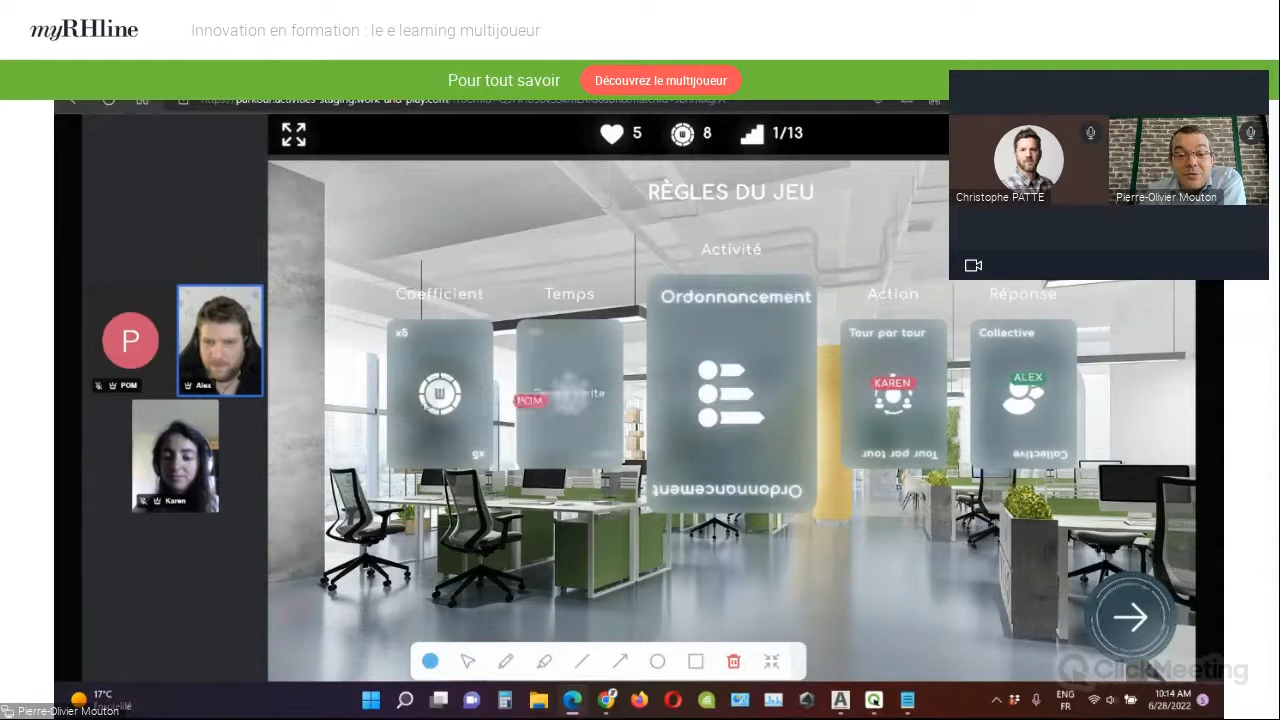 myRHline
Innovation en formation : le e learning multijoueur
Pour tout savoir
Découvrez le multijoueur
5
8
1/13
Christophe PATTE
Pierre-Olivier Mouton
RÈGLES DU JEU
Activité
Coefficient
Temps
Ordonnancement
Action
Réponse
x5
Tour par tour
Collective
P
POM
Alex
Karen
POM
KAREN
ALEX
x5
Tour par tour
Collective
Ordonnancement
ClickMeeting
17°C
Pierre-Olivier Mouton
ENG
FR
10:14 AM
6/28/2022
5